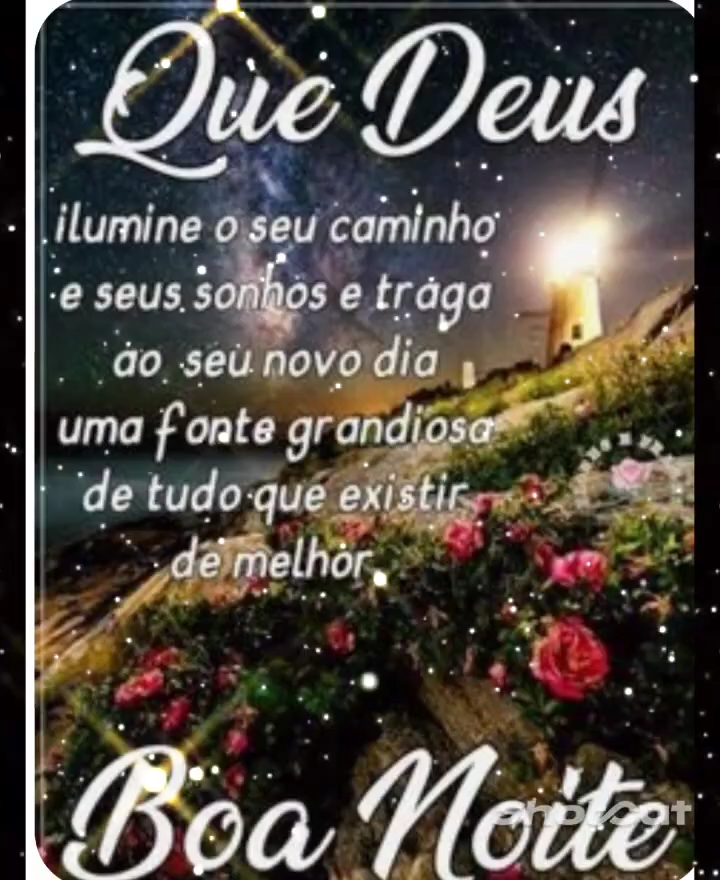 Que Deus
ilumine o seu caminho
e seus sonhos e traga
ao seu novo dia
uma fonte grandiosa
de tudo que existir
de melhor
Boa Noite